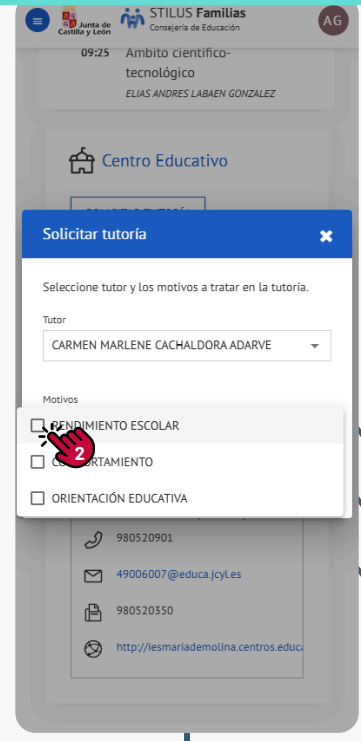 Junta de
Castilla y León
STILUS Familias
Consejería de Educación
AG
09:25 Ámbito científico-
tecnológico
ELIAS ANDRES LABAEN GONZALEZ
Centro Educativo
Solicitar tutoría
Seleccione tutor y los motivos a tratar en la tutoría.
Tutor
CARMEN MARLENE CACHALDORA ADARVE
Motivos
RENDIMIENTO ESCOLAR
2
ORIENTACIÓN EDUCATIVA
980520901
49006007@educa.jcyl.es
980520350
http://iesmariademolina.centros.educa